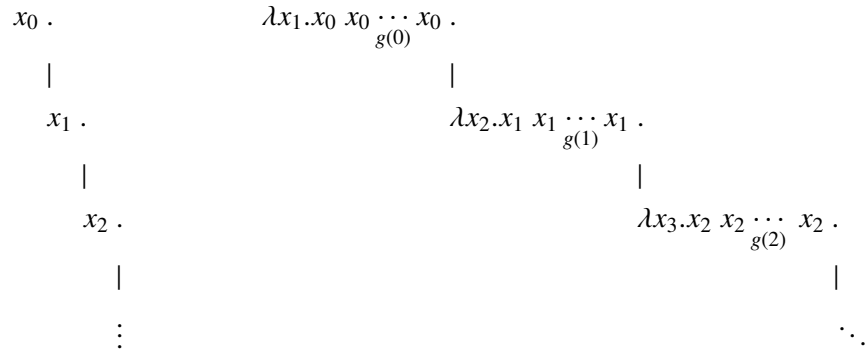 x₀ . λx₁.x₀ x₀ ⋯ x₀ .
g(0)
| |
x₁ . λx₂.x₁ x₁ ⋯ x₁ .
g(1)
| |
x₂ . λx₃.x₂ x₂ ⋯ x₂ .
g(2)
| |
⋮ ⋱